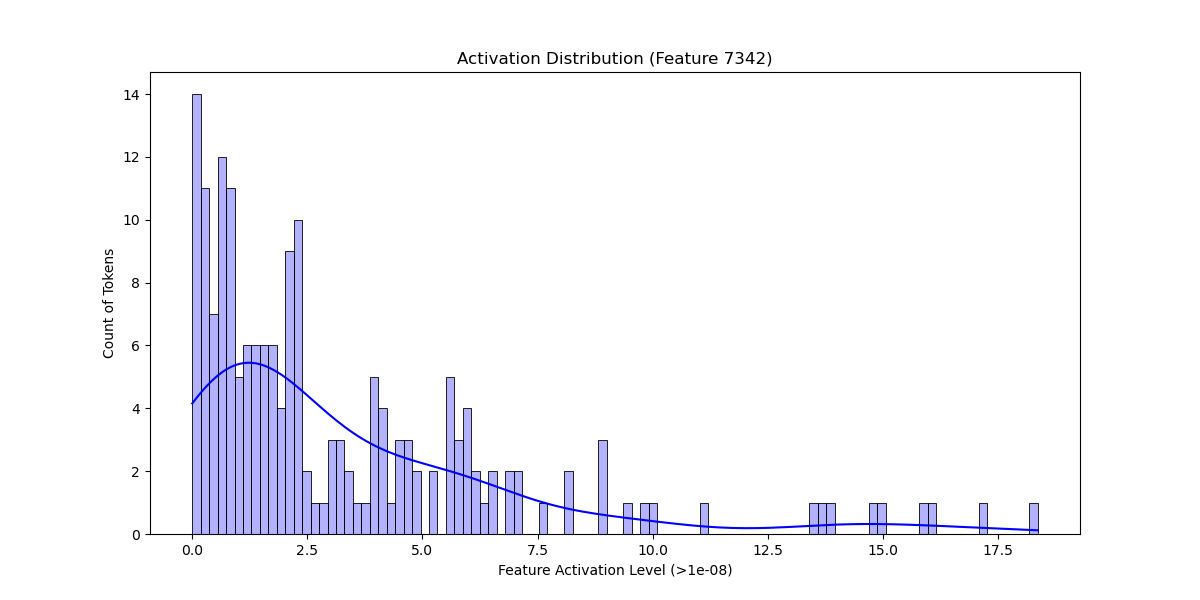 Activation Distribution (Feature 7342)
14
12
10
8
6
4
2
0
Count of Tokens
0.0 2.5 5.0 7.5 10.0 12.5 15.0 17.5
Feature Activation Level (>1e-08)